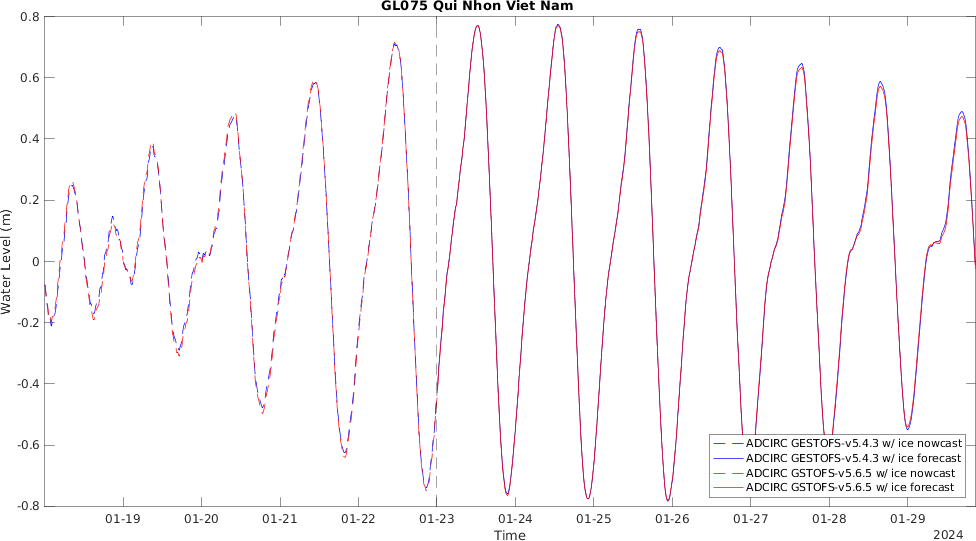 GL075 Qui Nhon Viet Nam
0.8
0.6
0.4
0.2
0
-0.2
-0.4
-0.6
-0.8
Water Level (m)
ADCIRC GESTOFS-v5.4.3 w/ ice nowcast
ADCIRC GESTOFS-v5.4.3 w/ ice forecast
ADCIRC GSTOFS-v5.6.5 w/ ice nowcast
ADCIRC GSTOFS-v5.6.5 w/ ice forecast
01-19 01-20 01-21 01-22 01-23 01-24 01-25 01-26 01-27 01-28 01-29
Time
2024